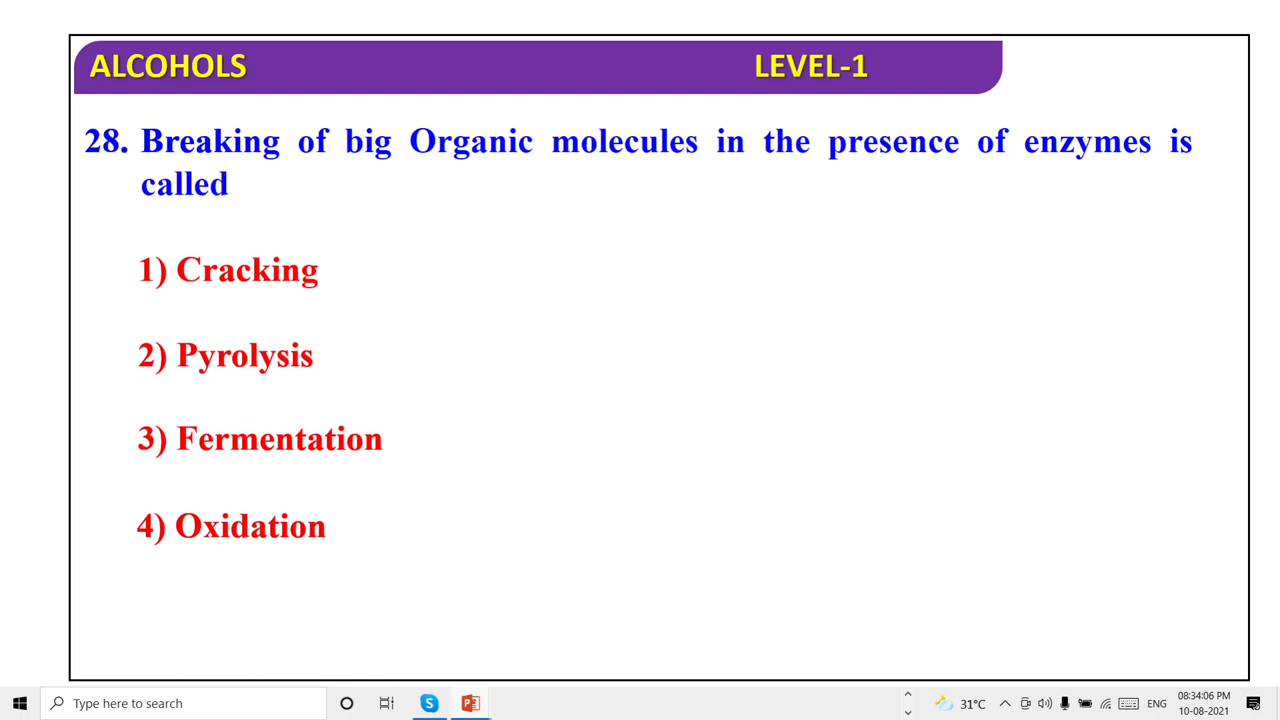 ALCOHOLS LEVEL-1
28. Breaking of big Organic molecules in the presence of enzymes is
called
1) Cracking
2) Pyrolysis
3) Fermentation
4) Oxidation
Type here to search
31°C
ENG
08:34:06 PM
10-08-2021